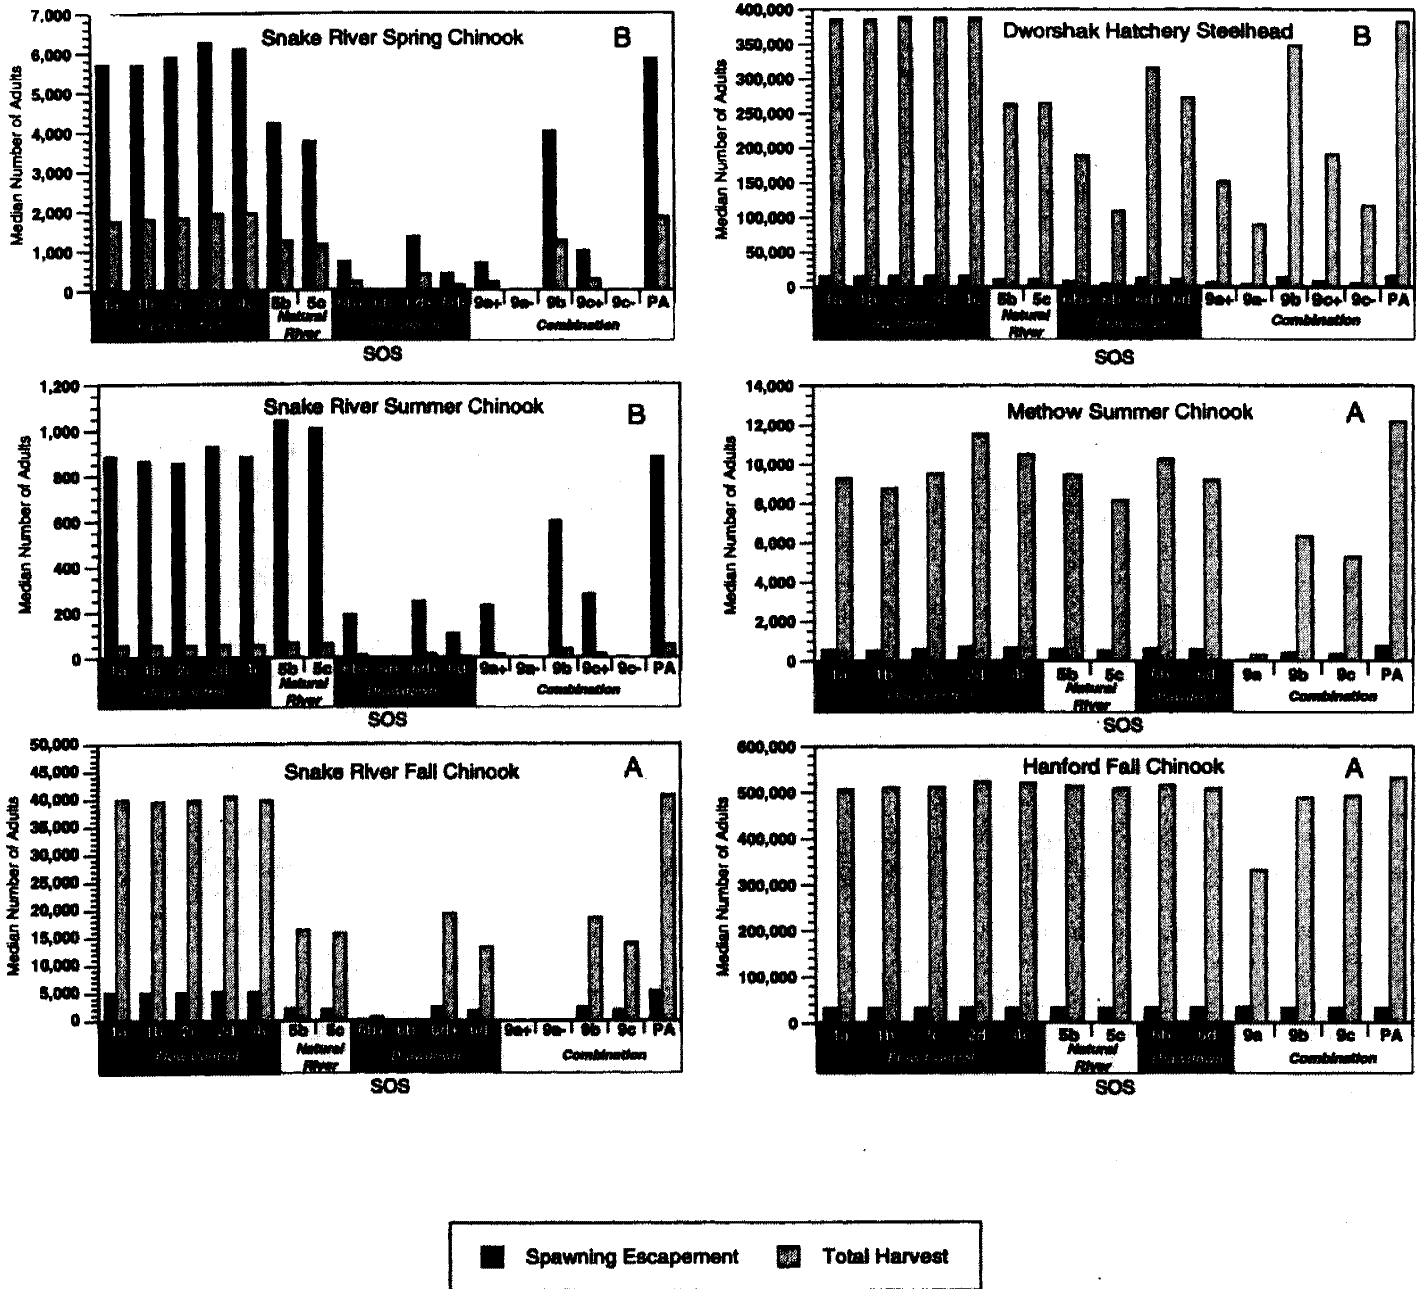 Snake River Spring Chinook
B
Median Number of Adults
7,000
6,000
5,000
4,000
3,000
2,000
1,000
0
5b
5c
9a+
9a-
9b
9c+
9c-
PA
Natural
River
Combination
SOS
Dworshak Hatchery Steelhead
B
Median Number of Adults
400,000
350,000
300,000
250,000
200,000
150,000
100,000
50,000
0
5b
5c
9a+
9a-
9b
9c+
9c-
PA
Natural
River
Combination
SOS
Snake River Summer Chinook
B
Median Number of Adults
1,200
1,000
800
600
400
200
0
5b
5c
9a+
9a-
9b
9c+
9c-
PA
Natural
River
Combination
SOS
Methow Summer Chinook
A
Median Number of Adults
14,000
12,000
10,000
8,000
6,000
4,000
2,000
0
5b
5c
9a
9b
9c
PA
Natural
River
Combination
SOS
Snake River Fall Chinook
A
Median Number of Adults
50,000
45,000
40,000
35,000
30,000
25,000
20,000
15,000
10,000
5,000
0
1a
1b
2c
2d
5b
5c
9a+
9a-
9b
9c
PA
Flow Control
Natural
River
Drawdown
Combination
SOS
Hanford Fall Chinook
A
Median Number of Adults
600,000
500,000
400,000
300,000
200,000
100,000
0
5b
5c
9a
9b
9c
PA
Natural
River
Combination
SOS
Spawning Escapement
Total Harvest